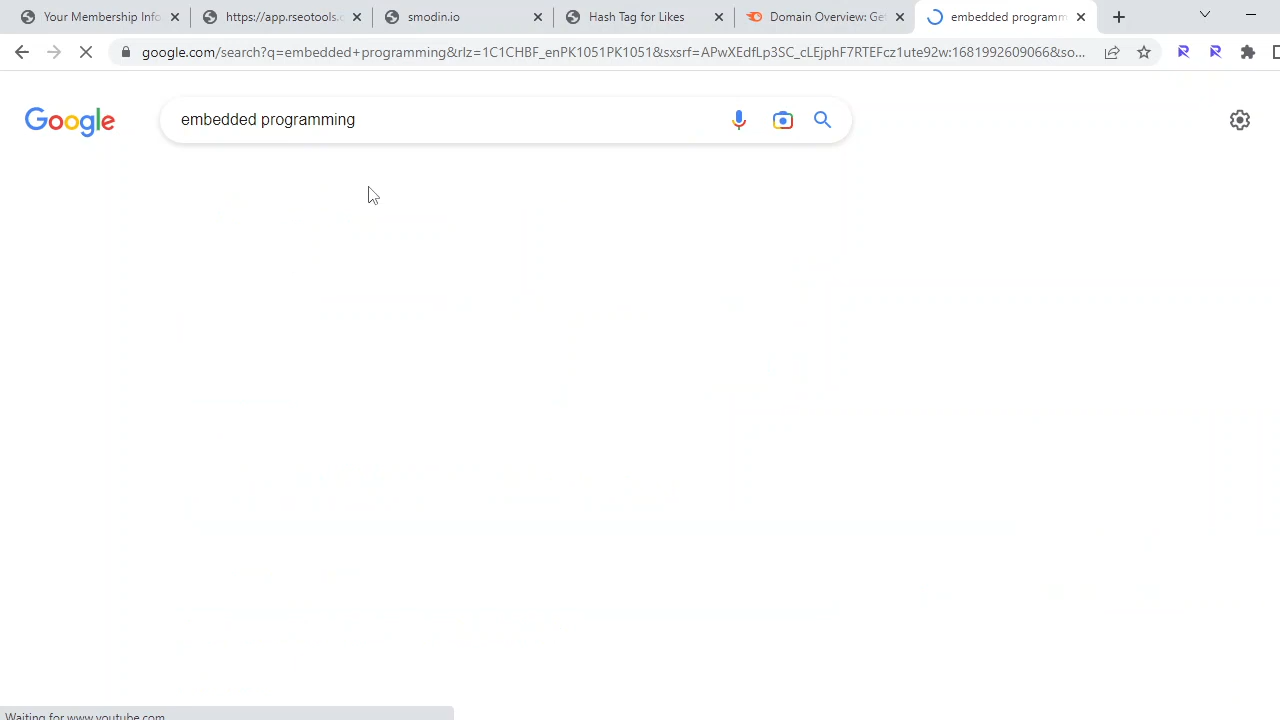 Your Membership Info
https://app.rseotools.c
smodin.io
Hash Tag for Likes
Domain Overview: Get
embedded programm
google.com/search?q=embedded+programming&rlz=1C1CHBF_enPK1051PK1051&sxsrf=APwXEdfLp3SC_cLEjphF7RTEFcz1ute92w:1681992609066&so...
Google
embedded programming
Waiting for www.youtube.com